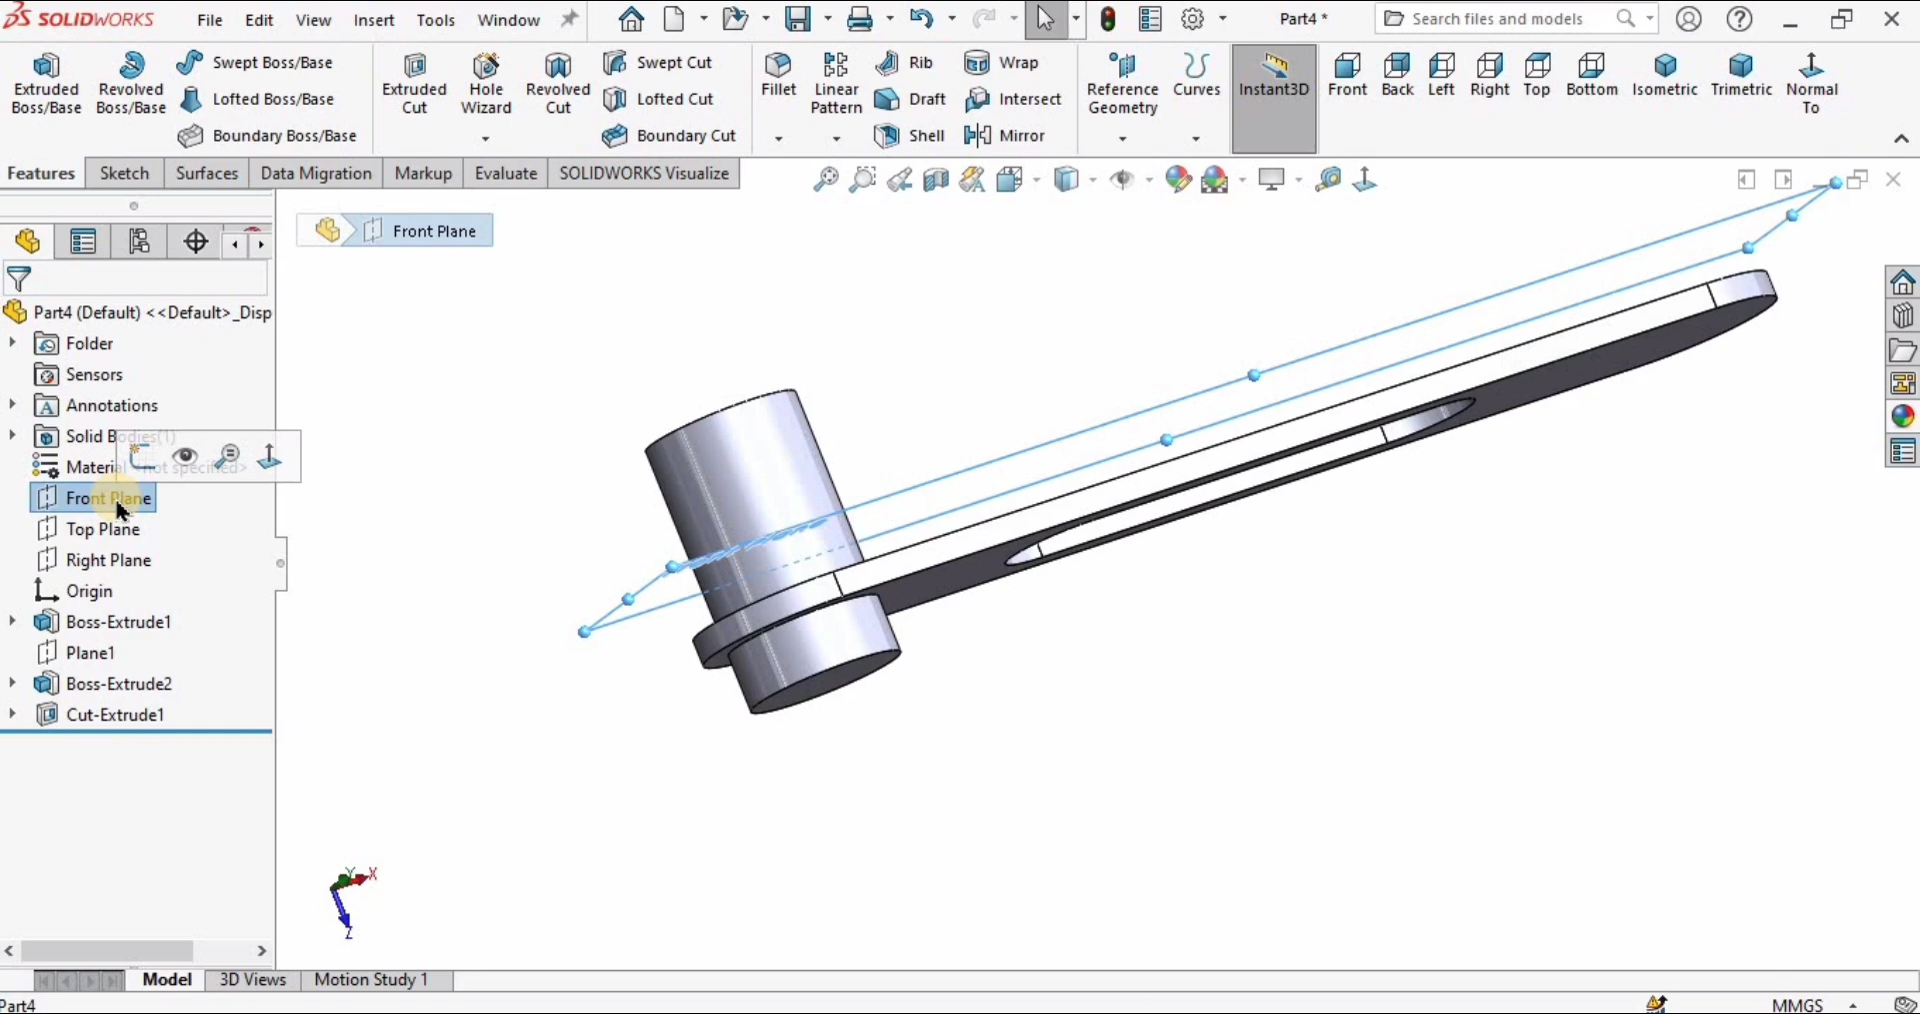 SOLIDWORKS File Edit View Insert Tools Window Part4 * Search files and models
Extruded Boss/Base
Revolved Boss/Base
Swept Boss/Base
Lofted Boss/Base
Boundary Boss/Base
Extruded Cut
Hole Wizard
Revolved Cut
Swept Cut
Lofted Cut
Boundary Cut
Fillet
Linear Pattern
Rib
Draft
Shell
Wrap
Intersect
Mirror
Reference Geometry
Curves
Instant3D
Front
Back
Left
Right
Top
Bottom
Isometric
Trimetric
Normal To
Features Sketch Surfaces Data Migration Markup Evaluate SOLIDWORKS Visualize
Front Plane
Part4 (Default) <<Default>_Disp
Folder
Sensors
Annotations
Solid Bodies(1)
Material <not specified>
Front Plane
Top Plane
Right Plane
Origin
Boss-Extrude1
Plane1
Boss-Extrude2
Cut-Extrude1
Y X
Z
Model 3D Views Motion Study 1
Part4 MMGS